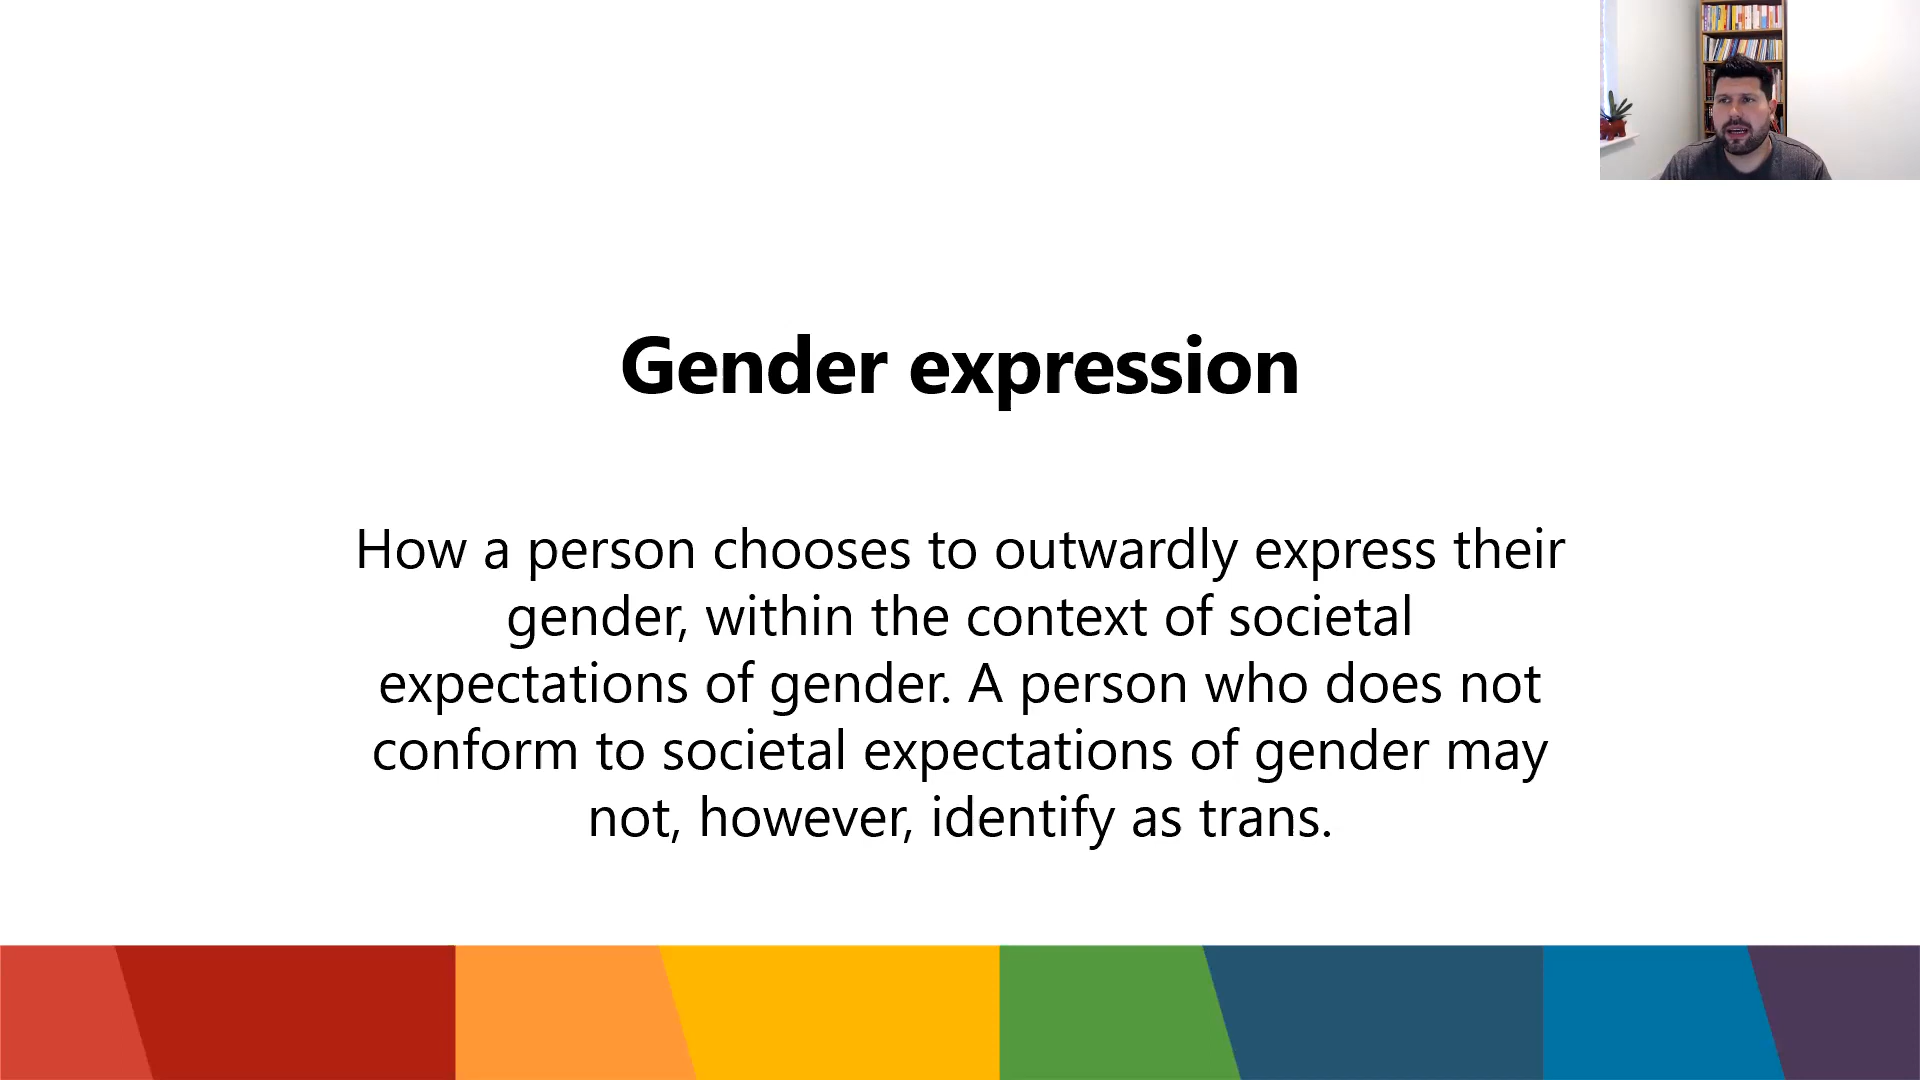 Gender expression
How a person chooses to outwardly express their
gender, within the context of societal
expectations of gender. A person who does not
conform to societal expectations of gender may
not, however, identify as trans.